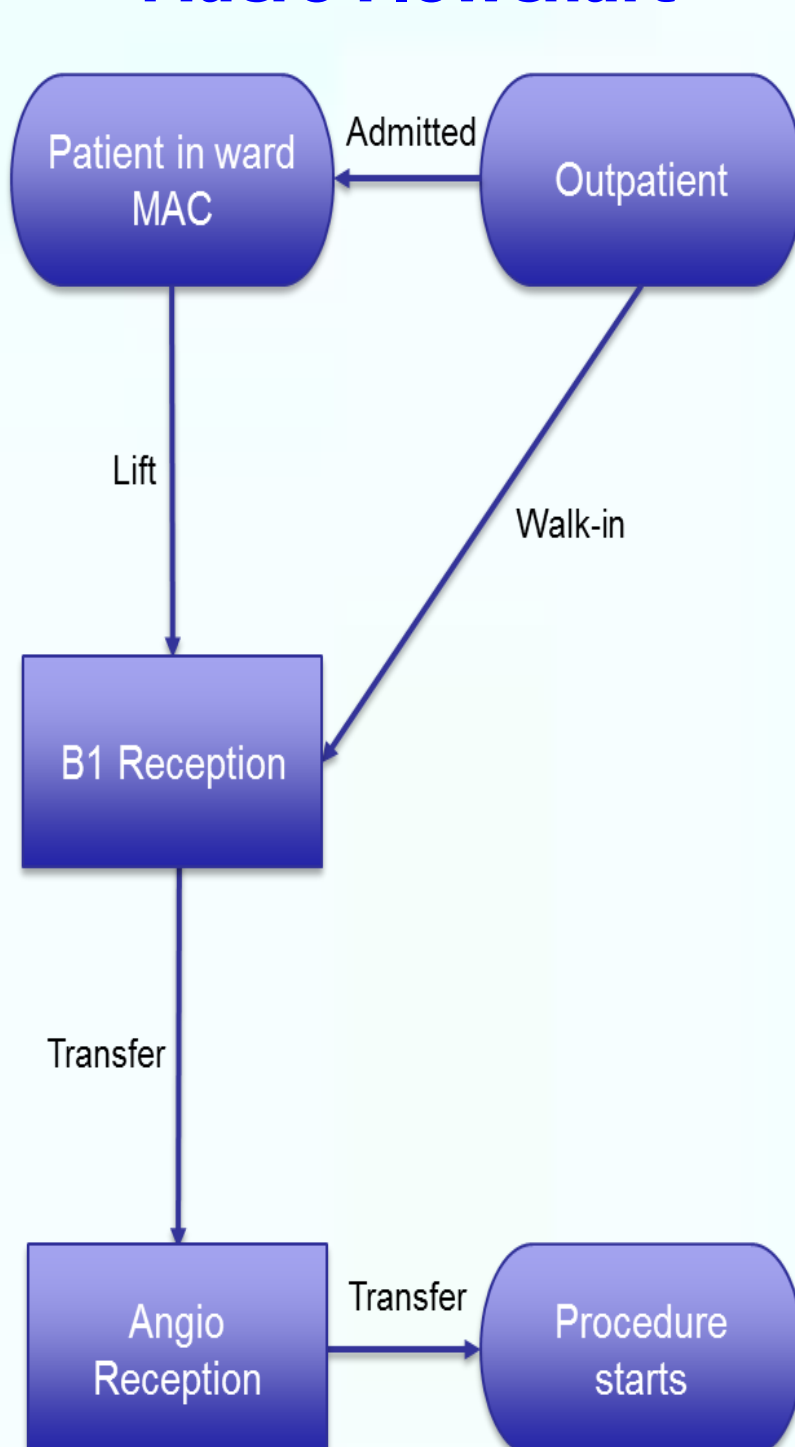 Patient in ward
MAC
Admitted
Outpatient
Lift
Walk-in
B1 Reception
Transfer
Angio
Reception
Transfer
Procedure
starts